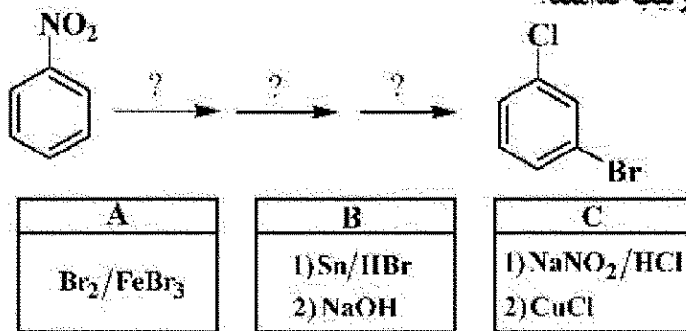 NO₂
Cl
? ? ?
Br
A B C
Br₂/FeBr₃
1) Sn/HBr
2) NaOH
1) NaNO₂/HCl
2) CuCl